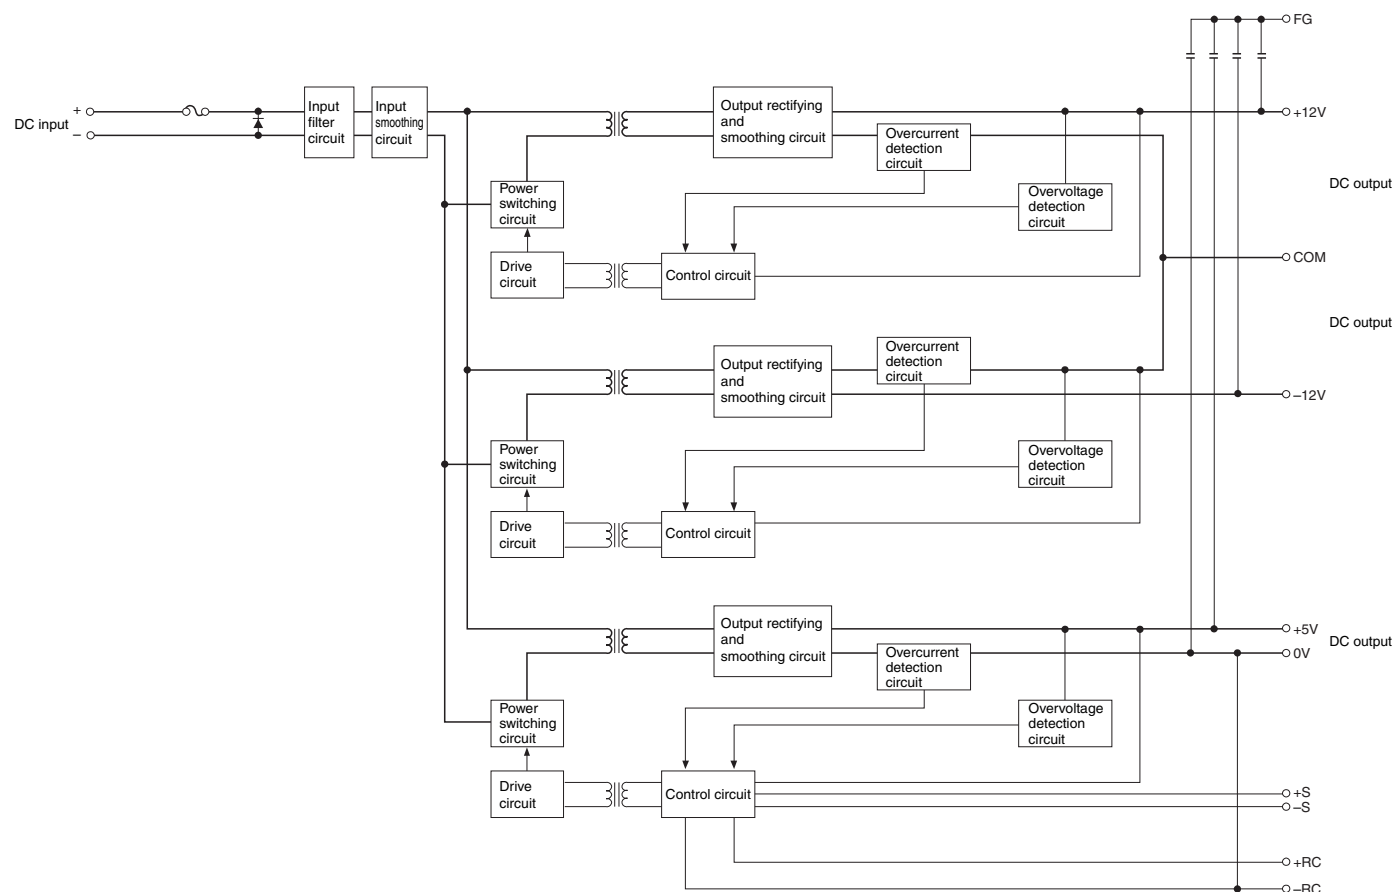 FG
+
DC input
–
Input
filter
circuit
Input
smoothing
circuit
Output rectifying
and
smoothing circuit
+12V
Overcurrent
detection
circuit
Power
switching
circuit
Overvoltage
detection
circuit
DC output
Drive
circuit
Control circuit
COM
DC output
Output rectifying
and
smoothing circuit
Overcurrent
detection
circuit
–12V
Power
switching
circuit
Overvoltage
detection
circuit
Drive
circuit
Control circuit
Output rectifying
and
smoothing circuit
+5V
DC output
0V
Overcurrent
detection
circuit
Power
switching
circuit
Overvoltage
detection
circuit
Drive
circuit
Control circuit
+S
–S
+RC
–RC